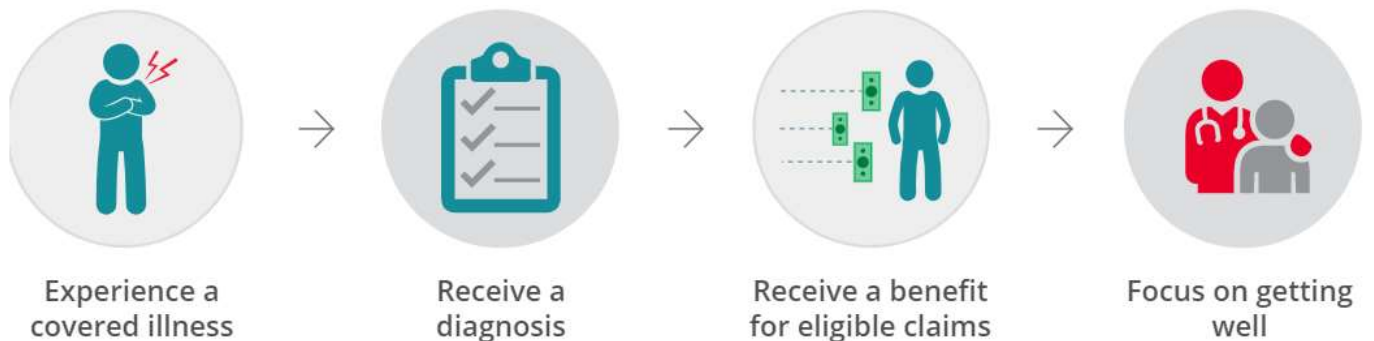 Experience a
covered illness
Receive a
diagnosis
Receive a benefit
for eligible claims
Focus on getting
well